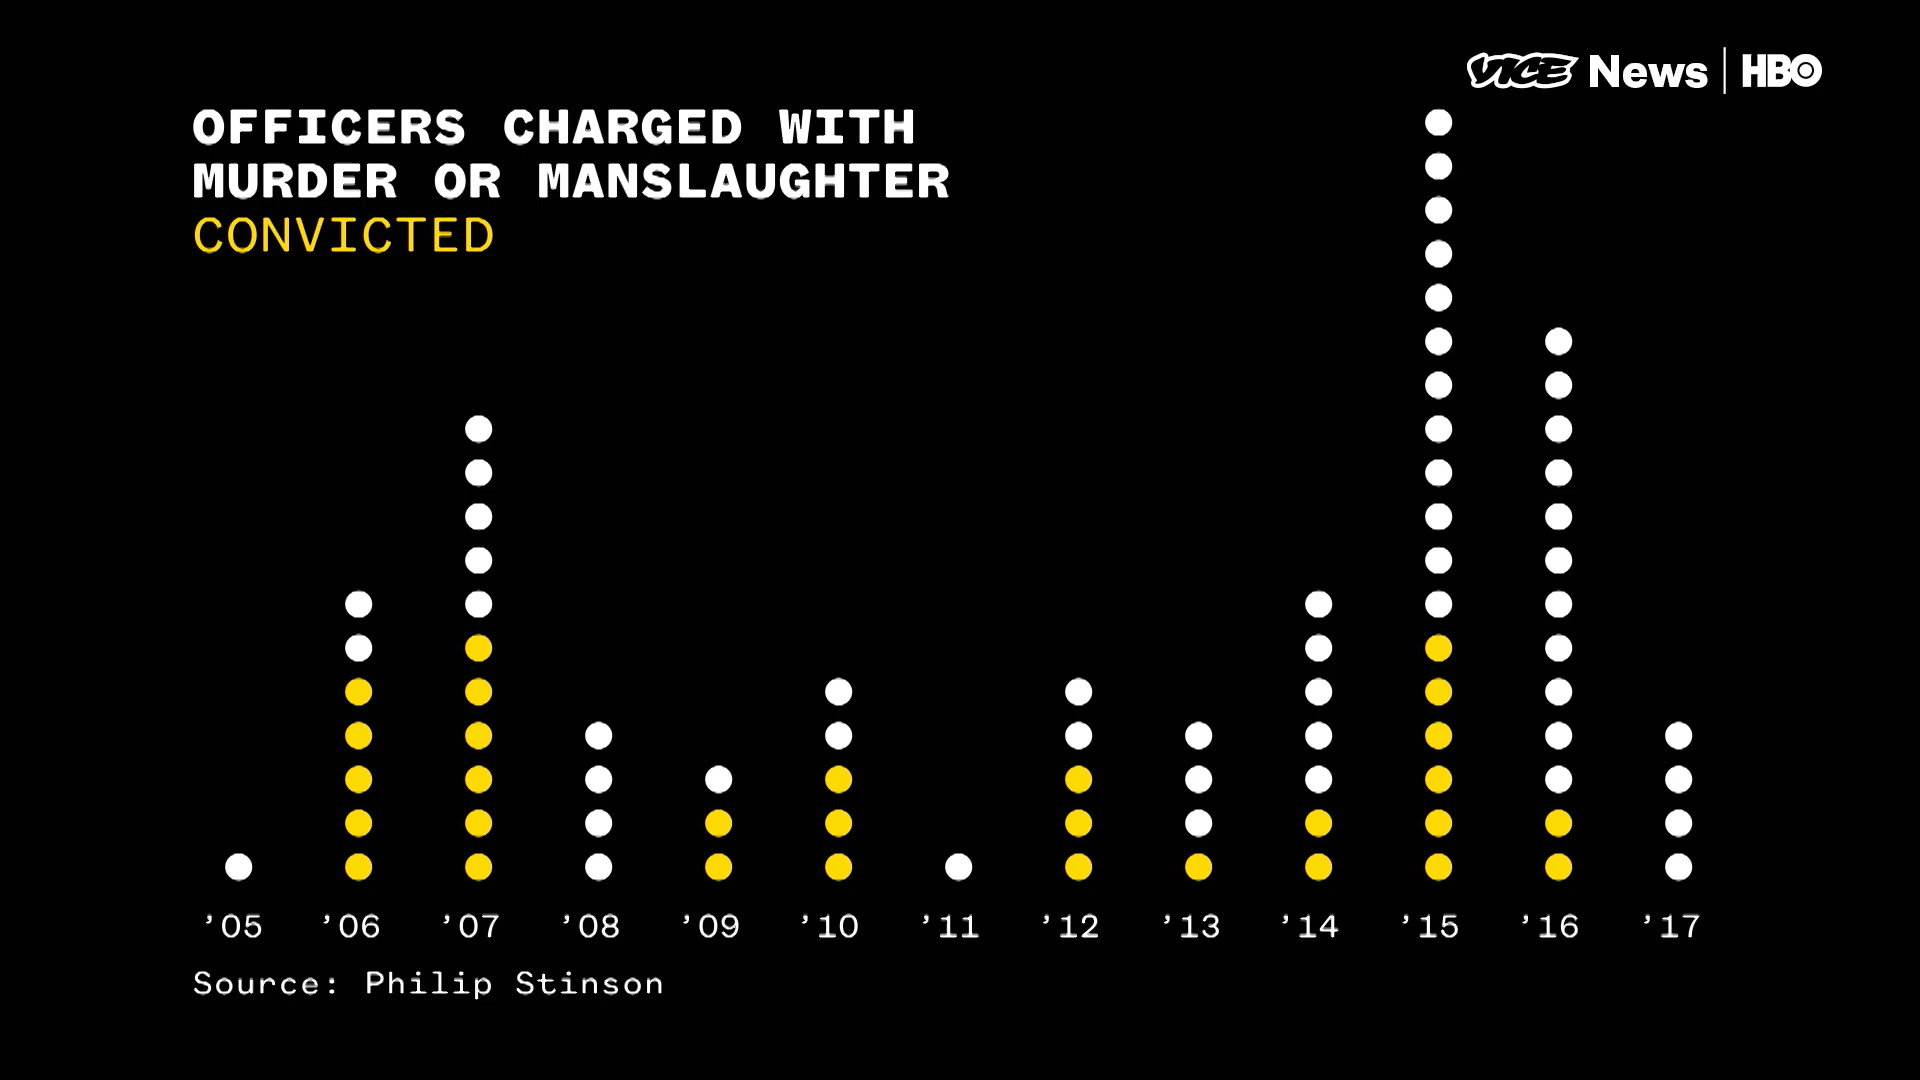 VICE News | HBO
OFFICERS CHARGED WITH
MURDER OR MANSLAUGHTER
CONVICTED
’05 ’06 ’07 ’08 ’09 ’10 ’11 ’12 ’13 ’14 ’15 ’16 ’17
Source: Philip Stinson